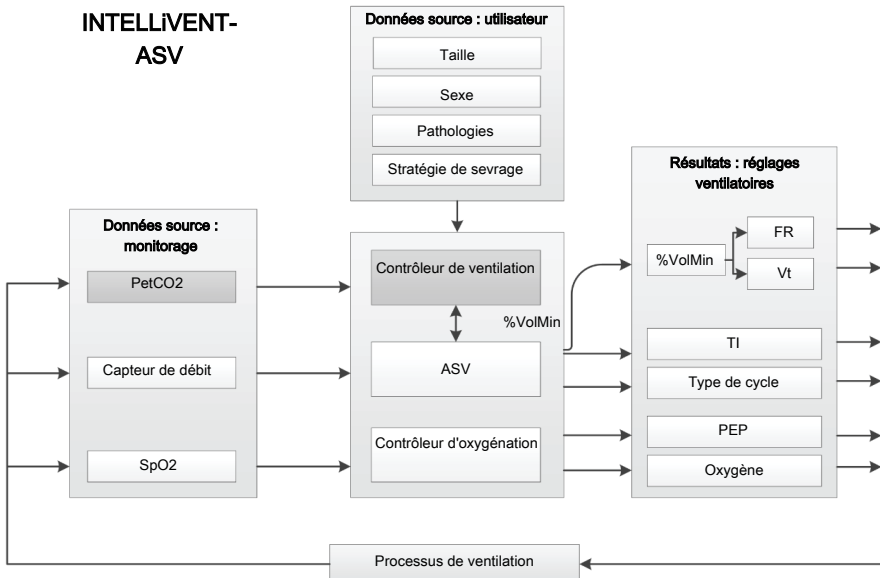 INTELLiVENT-
ASV
Données source : utilisateur
Taille
Sexe
Pathologies
Stratégie de sevrage
Données source :
monitorage
PetCO2
Capteur de débit
SpO2
Contrôleur de ventilation
%VolMin
ASV
Contrôleur d'oxygénation
Résultats : réglages
ventilatoires
%VolMin
FR
Vt
TI
Type de cycle
PEP
Oxygène
Processus de ventilation